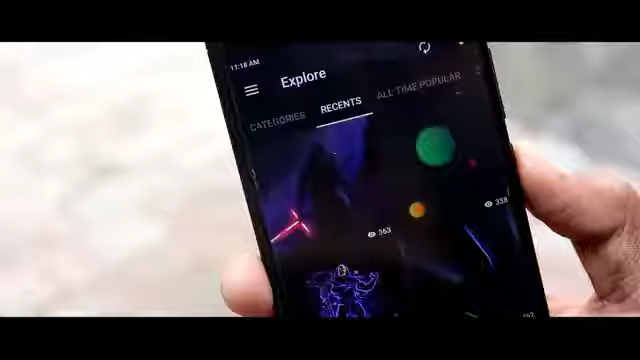 11:18 AM
Explore
CATEGORIES RECENTS ALL TIME POPULAR
363
338